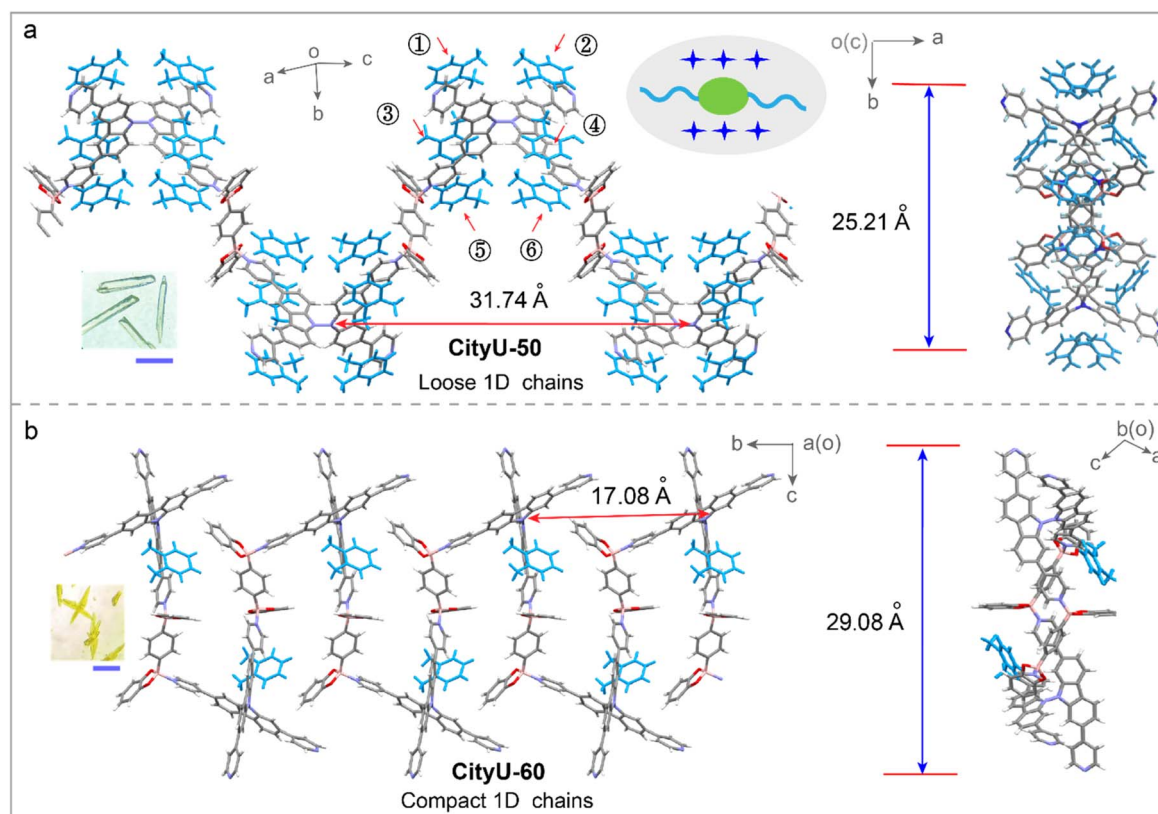 a
① ②
o
a c
b
③ ④
o(c) a
b
25.21 Å
⑤ ⑥
31.74 Å
CityU-50
Loose 1D chains
b
b a(o)
c
17.08 Å
b(o)
c a
29.08 Å
CityU-60
Compact 1D chains